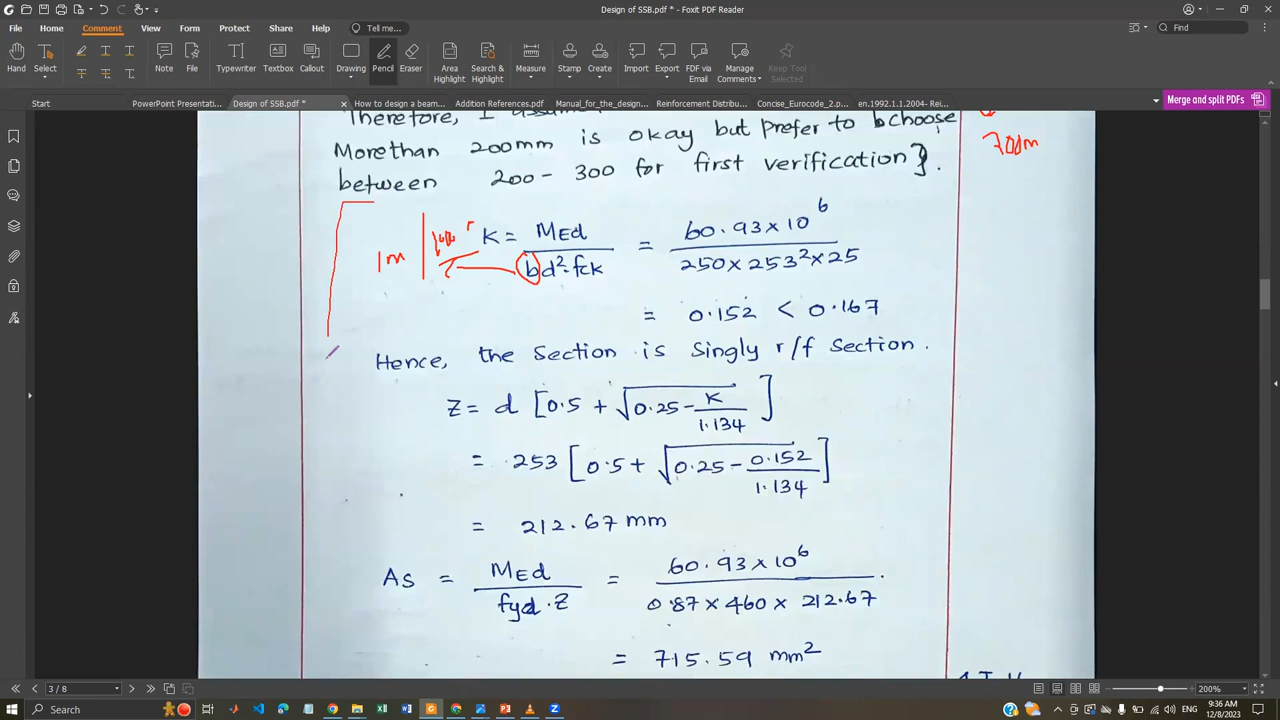 Design of SSB.pdf * - Foxit PDF Reader
File Home Comment View Form Protect Share Help Tell me... Find
Hand Select Note File Typewriter Textbox Callout Drawing Pencil Eraser Area Highlight Search & Highlight Measure Stamp Create Import Export FDF via Email Manage Comments Keep Tool Selected
Start PowerPoint Presentati... Design of SSB.pdf * How to design a beam... Addition References.pdf Manual_for_the_design... Reinforcement Distribu... Concise_Eurocode_2.p... en.1992.1.1.2004- Rei... Merge and split PDFs
Therefore, I
More than 200mm is okay but prefer to choose
700m
between 200 - 300 for first verification}.
1m K = MEd / bd².fck = 60.93 x 10⁶ / 250 x 253² x 25
= 0.152 < 0.167
Hence, the Section is Singly r/f Section.
Z = d [0.5 + √0.25 - K/1.134]
= 253 [0.5 + √0.25 - 0.152/1.134]
= 212.67 mm
As = MEd / fyd.Z = 60.93 x 10⁶ / 0.87 x 460 x 212.67
= 715.59 mm²
3 / 8 200%
Search 9:36 AM
12/8/2023